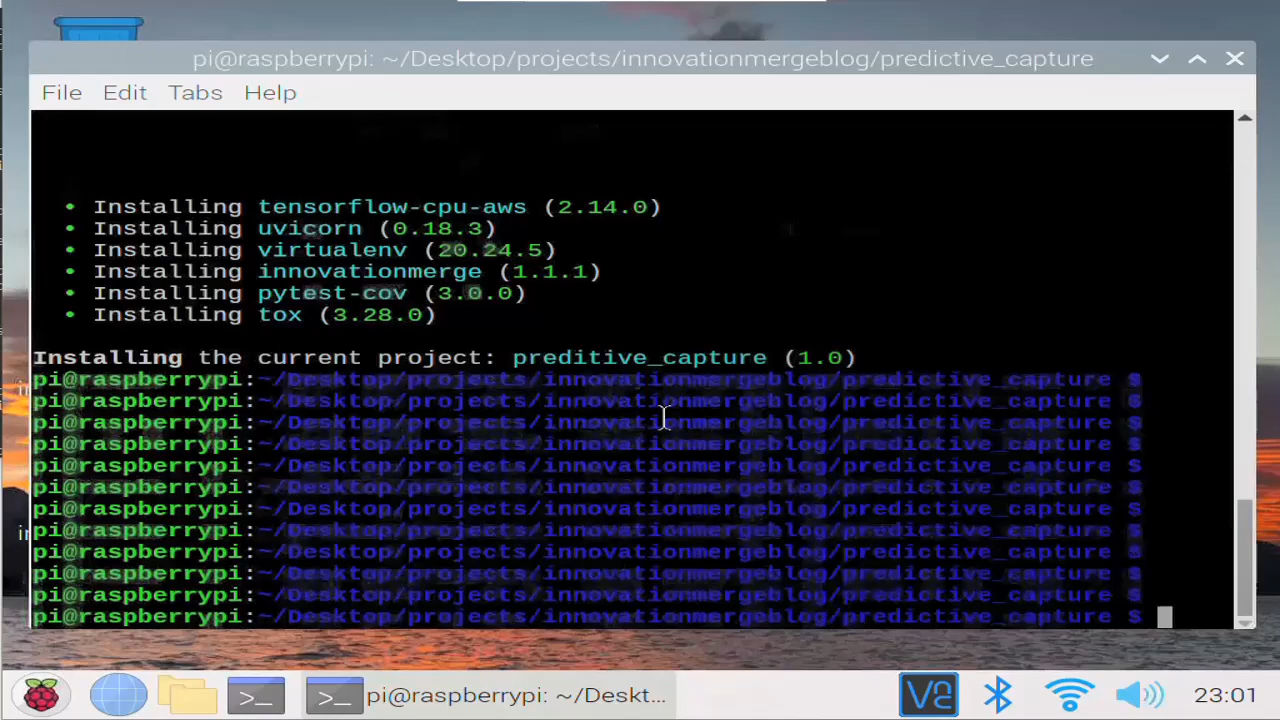 pi@raspberrypi: ~/Desktop/projects/innovationmergeblog/predictive_capture
File Edit Tabs Help
• Installing tensorflow-cpu-aws (2.14.0)
• Installing uvicorn (0.18.3)
• Installing virtualenv (20.24.5)
• Installing innovationmerge (1.1.1)
• Installing pytest-cov (3.0.0)
• Installing tox (3.28.0)
Installing the current project: preditive_capture (1.0)
pi@raspberrypi:~/Desktop/projects/innovationmergeblog/predictive_capture $
pi@raspberrypi:~/Desktop/projects/innovationmergeblog/predictive_capture $
pi@raspberrypi:~/Desktop/projects/innovationmergeblog/predictive_capture $
pi@raspberrypi:~/Desktop/projects/innovationmergeblog/predictive_capture $
pi@raspberrypi:~/Desktop/projects/innovationmergeblog/predictive_capture $
pi@raspberrypi:~/Desktop/projects/innovationmergeblog/predictive_capture $
pi@raspberrypi:~/Desktop/projects/innovationmergeblog/predictive_capture $
pi@raspberrypi:~/Desktop/projects/innovationmergeblog/predictive_capture $
pi@raspberrypi:~/Desktop/projects/innovationmergeblog/predictive_capture $
pi@raspberrypi:~/Desktop/projects/innovationmergeblog/predictive_capture $
pi@raspberrypi:~/Desktop/projects/innovationmergeblog/predictive_capture $
pi@raspberrypi:~/Desktop/projects/innovationmergeblog/predictive_capture $
pi@raspberrypi: ~/Deskt... 23:01